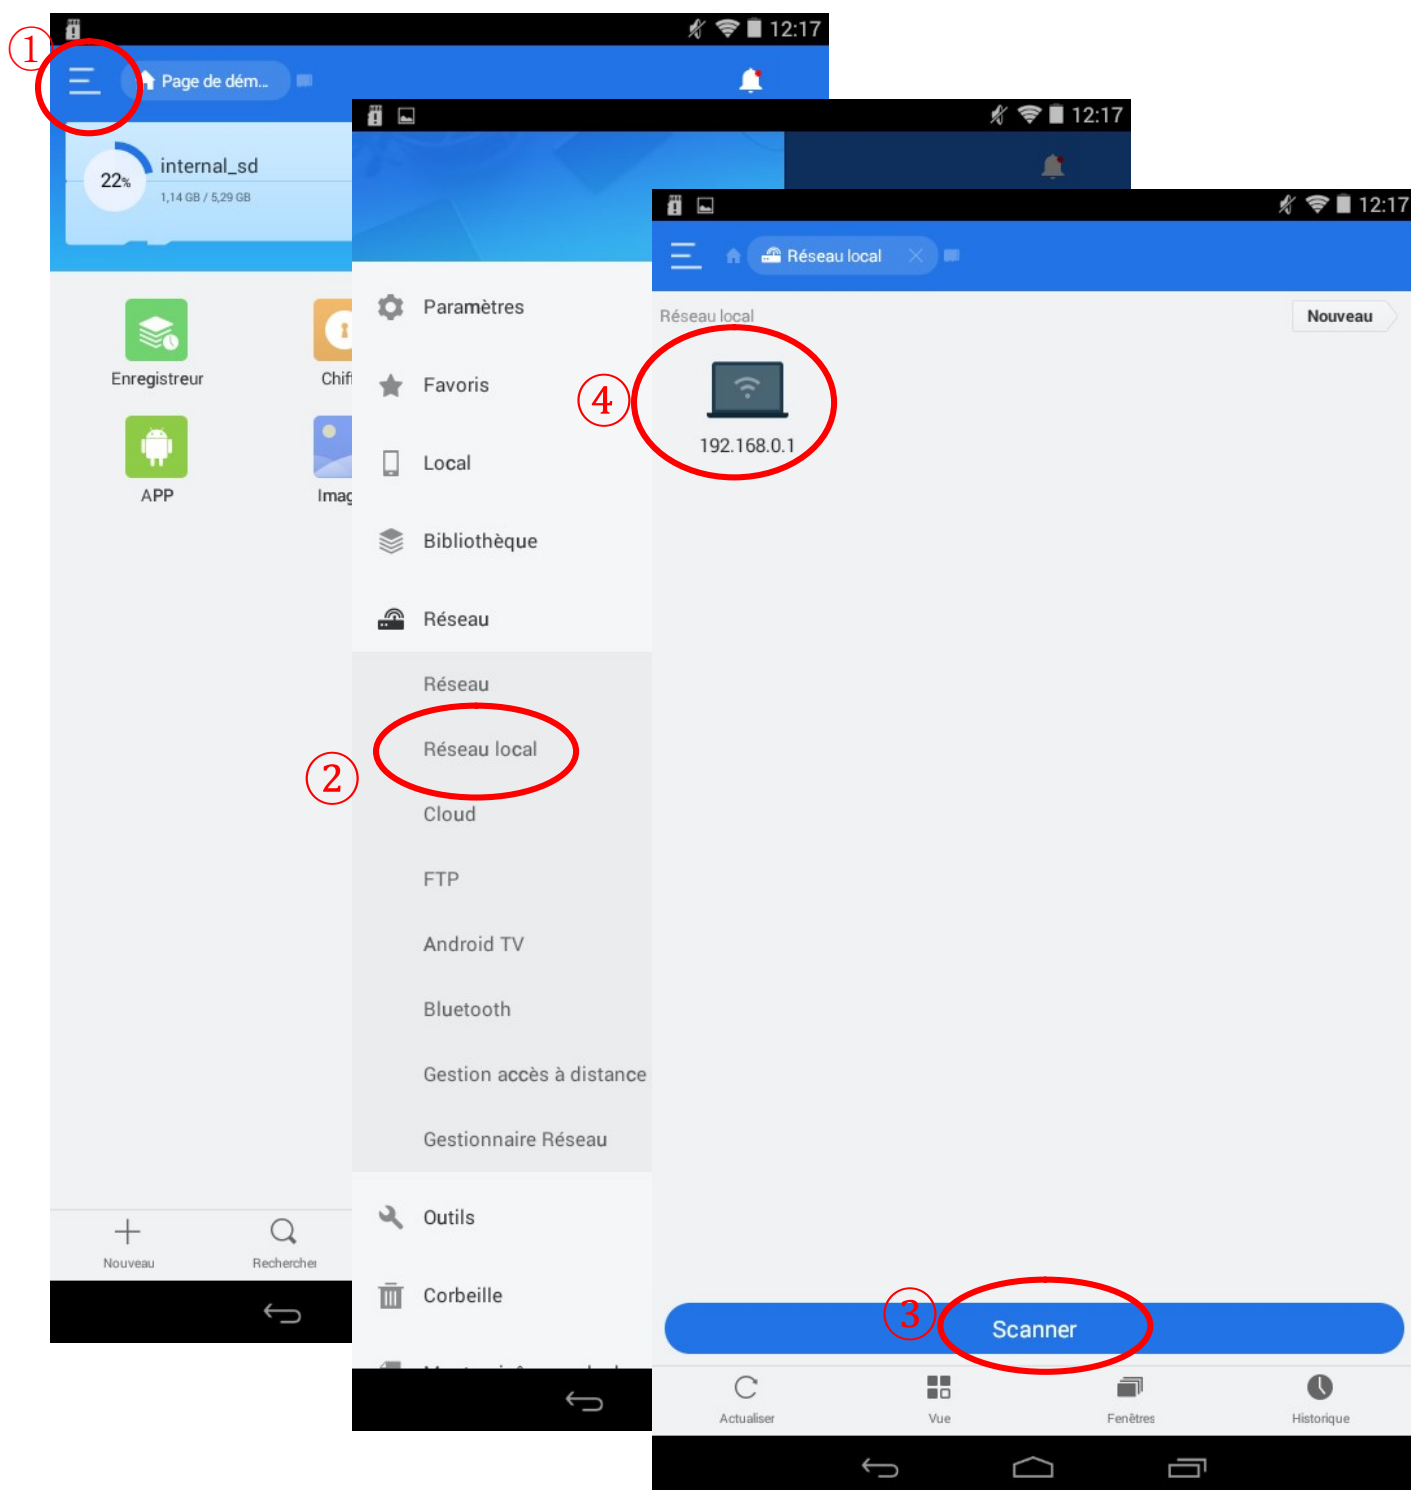 ①
12:17
Page de dém...
22%
internal_sd
1,14 GB / 5,29 GB
Enregistreur
Chiff
APP
Imag
Nouveau
Rechercher
12:17
Paramètres
Favoris
Local
Bibliothèque
Réseau
Réseau
②
Réseau local
Cloud
FTP
Android TV
Bluetooth
Gestion accès à distance
Gestionnaire Réseau
Outils
Corbeille
12:17
Réseau local
Réseau local
Nouveau
④
192.168.0.1
③
Scanner
Actualiser
Vue
Fenêtres
Historique